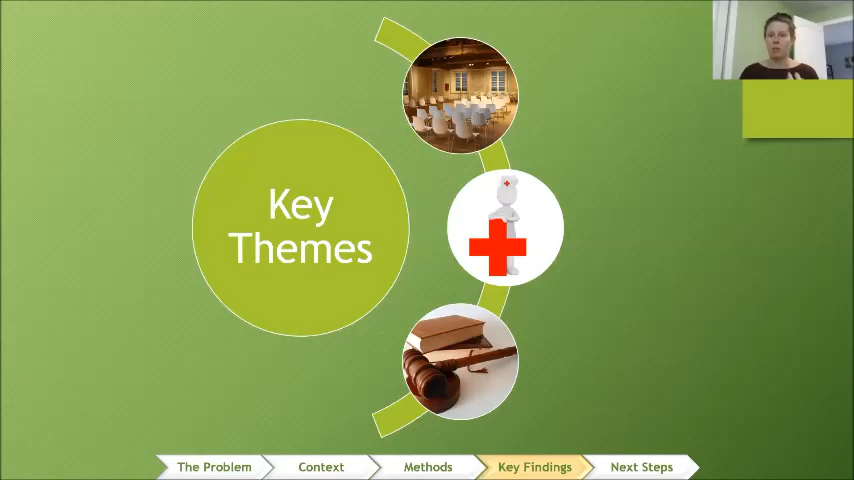 Key
Themes
The Problem
Context
Methods
Key Findings
Next Steps